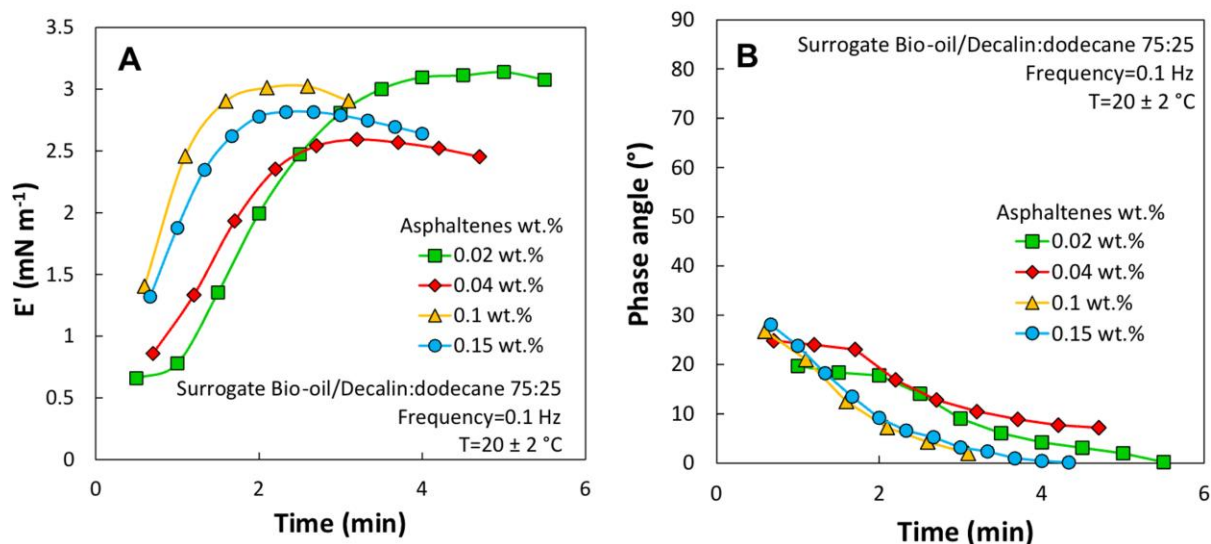 A
3.5
3
2.5
2
1.5
1
0.5
0
E' (mN m-1)
Asphaltenes wt.%
0.02 wt.%
0.04 wt.%
0.1 wt.%
0.15 wt.%
Surrogate Bio-oil/Decalin:dodecane 75:25
Frequency=0.1 Hz
T=20 ± 2 °C
0 2 4 6
Time (min)
B
Surrogate Bio-oil/Decalin:dodecane 75:25
Frequency=0.1 Hz
T=20 ± 2 °C
90
80
70
60
50
40
30
20
10
0
Phase angle (°)
Asphaltenes wt.%
0.02 wt.%
0.04 wt.%
0.1 wt.%
0.15 wt.%
0 2 4 6
Time (min)